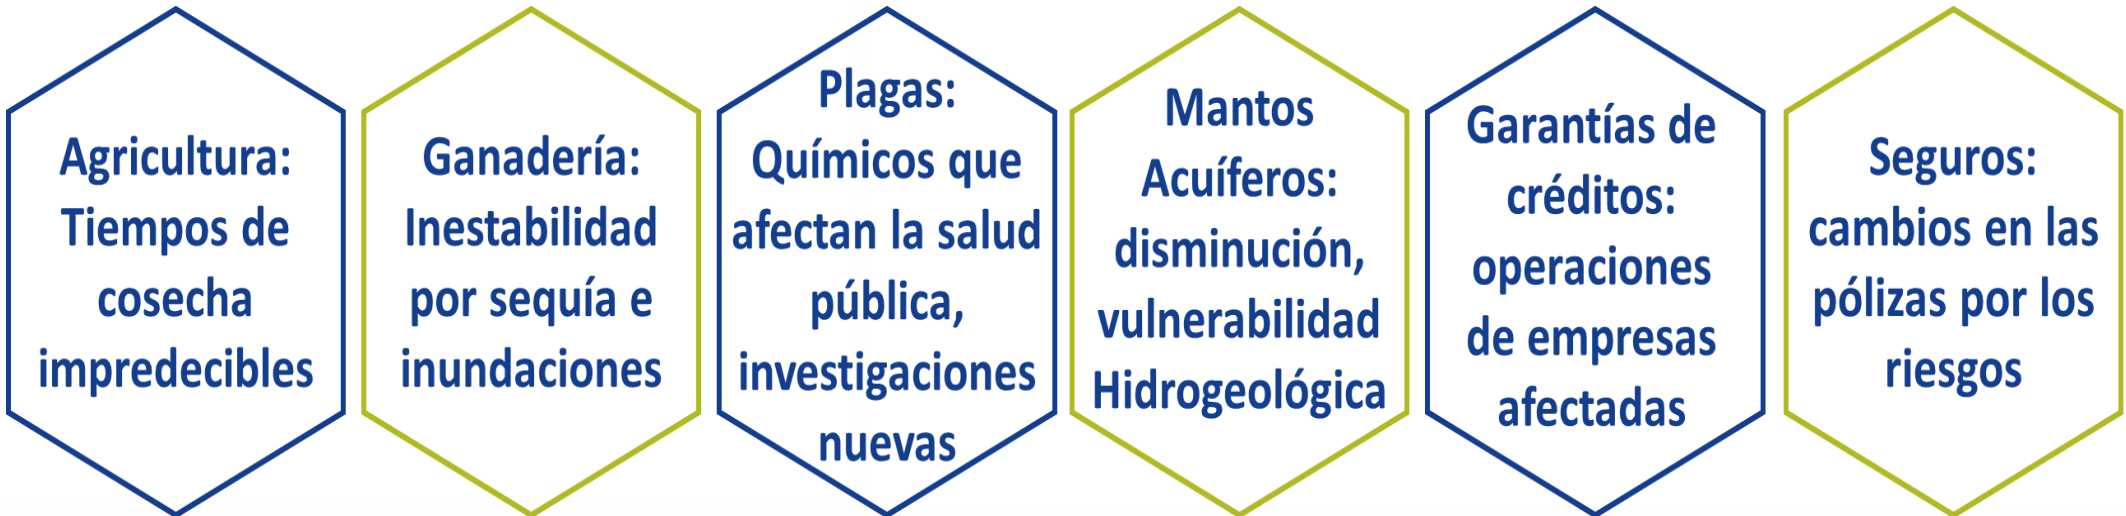 Agricultura:
Tiempos de
cosecha
impredecibles
Ganadería:
Inestabilidad
por sequía e
inundaciones
Plagas:
Químicos que
afectan la salud
pública,
investigaciones
nuevas
Mantos
Acuíferos:
disminución,
vulnerabilidad
Hidrogeológica
Garantías de
créditos:
operaciones
de empresas
afectadas
Seguros:
cambios en las
pólizas por los
riesgos